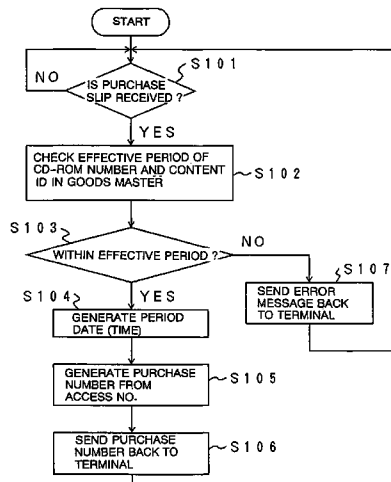 START
S101
NO
IS PURCHASE
SLIP RECEIVED ?
YES
CHECK EFFECTIVE PERIOD OF
CD-ROM NUMBER AND CONTENT
ID IN GOODS MASTER
S102
S103
WITHIN EFFECTIVE PERIOD ?
NO
S107
YES
S104
SEND ERROR
MESSAGE BACK
TO TERMINAL
GENERATE PERIOD
DATE (TIME)
GENERATE PURCHASE
NUMBER FROM
ACCESS NO.
S105
SEND PURCHASE
NUMBER BACK TO
TERMINAL
S106